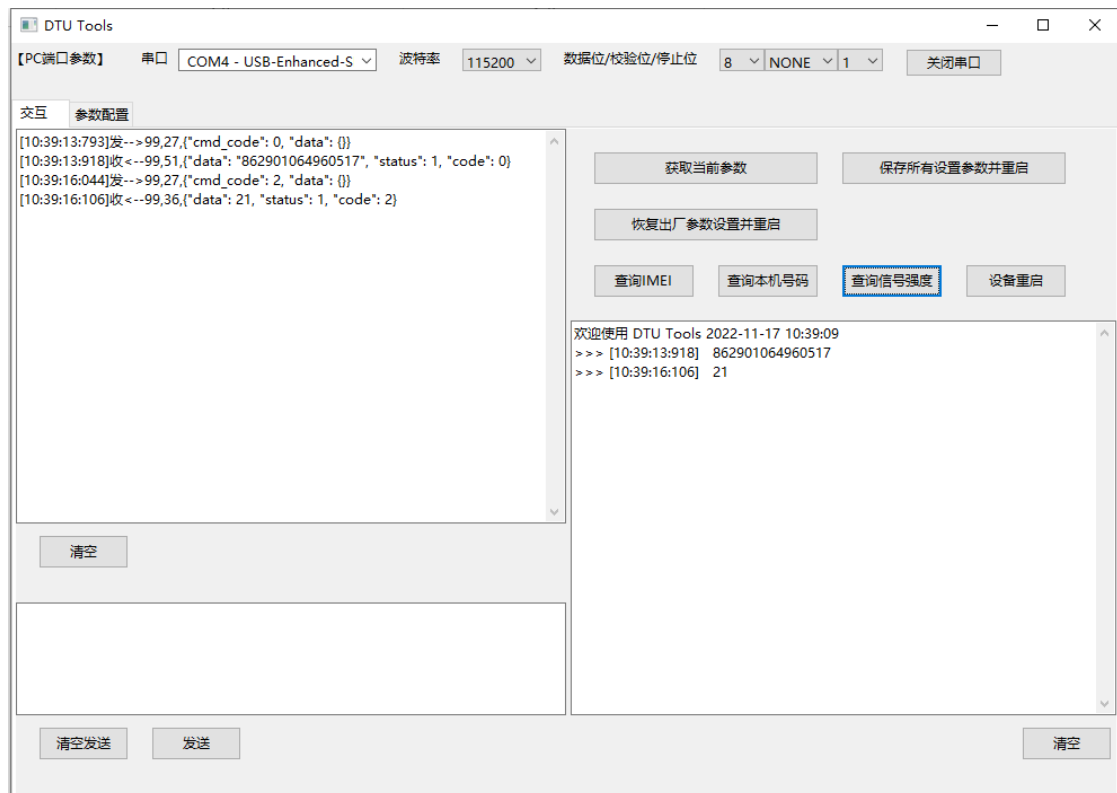 DTU Tools
【PC端口参数】 串口 COM4 - USB-Enhanced-S 波特率 115200 数据位/校验位/停止位 8 NONE 1 关闭串口
交互 参数配置
[10:39:13:793]发-->99,27,{"cmd_code": 0, "data": {}}
[10:39:13:918]收<--99,51,{"data": "862901064960517", "status": 1, "code": 0}
[10:39:16:044]发-->99,27,{"cmd_code": 2, "data": {}}
[10:39:16:106]收<--99,36,{"data": 21, "status": 1, "code": 2}
清空
清空发送 发送
获取当前参数 保存所有设置参数并重启
恢复出厂参数设置并重启
查询IMEI 查询本机号码 查询信号强度 设备重启
欢迎使用 DTU Tools 2022-11-17 10:39:09
>>> [10:39:13:918] 862901064960517
>>> [10:39:16:106] 21
清空